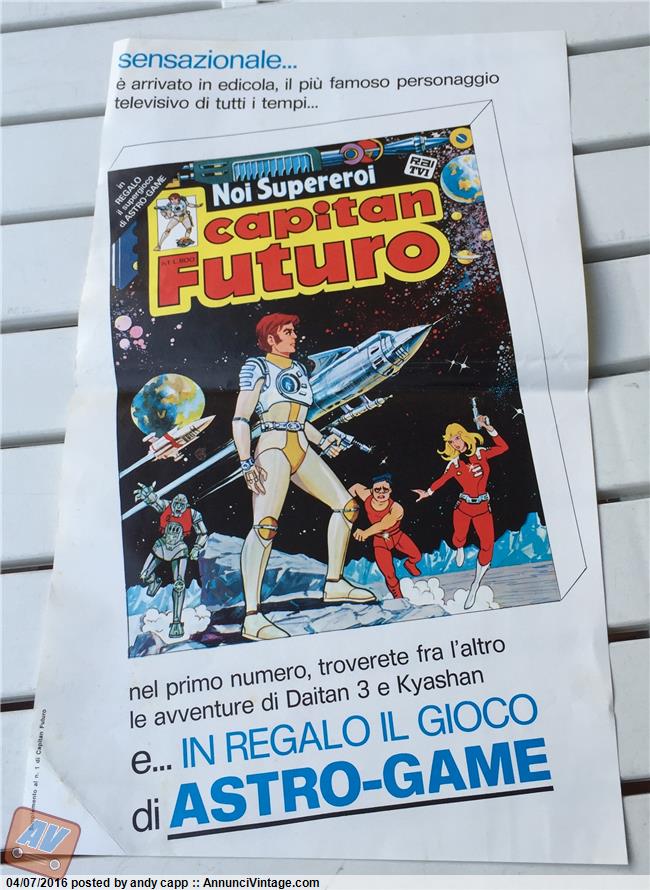 sensazionale...
è arrivato in edicola, il più famoso personaggio
televisivo di tutti i tempi...
in
REGALO
il supergioco
di ASTRO-GAME
RAI
TV1
Noi Supereroi
capitan
Futuro
N.1 L.800
nel primo numero, troverete fra l'altro
le avventure di Daitan 3 e Kyashan
e... IN REGALO IL GIOCO
di ASTRO-GAME
al n. 1 di Capitan Futuro
AV
04/07/2016 posted by andy capp :: AnnunciVintage.com